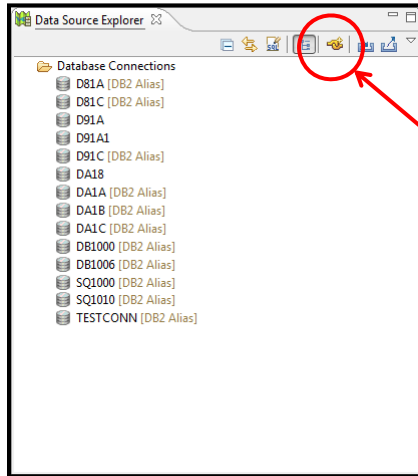 Data Source Explorer
SQL
Database Connections
D81A [DB2 Alias]
D81C [DB2 Alias]
D91A
D91A1
D91C [DB2 Alias]
DA18
DA1A [DB2 Alias]
DA1B [DB2 Alias]
DA1C [DB2 Alias]
DB1000 [DB2 Alias]
DB1006 [DB2 Alias]
SQ1000 [DB2 Alias]
SQ1010 [DB2 Alias]
TESTCONN [DB2 Alias]